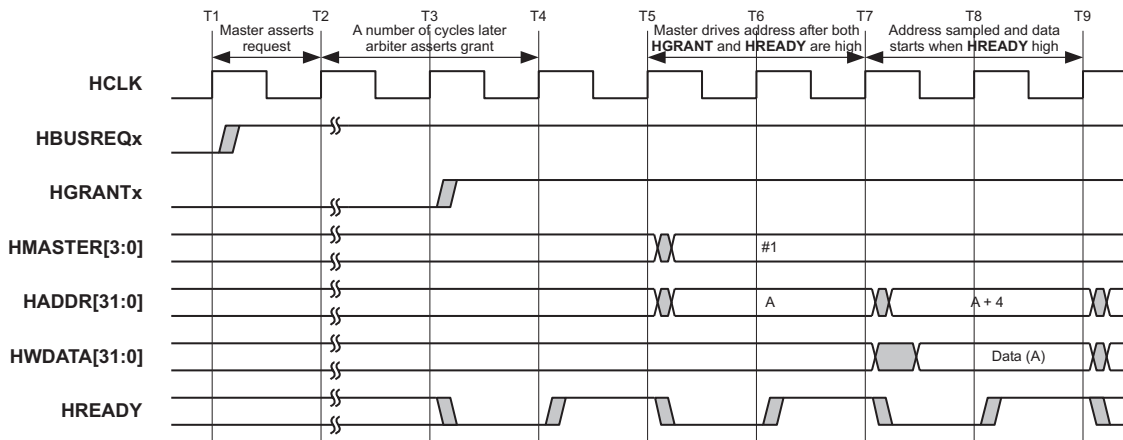 T1 T2 T3 T4 T5 T6 T7 T8 T9
Master asserts
request
A number of cycles later
arbiter asserts grant
Master drives address after both
HGRANT and HREADY are high
Address sampled and data
starts when HREADY high
HCLK
HBUSREQx
HGRANTx
HMASTER[3:0] #1
HADDR[31:0] A A + 4
HWDATA[31:0] Data (A)
HREADY